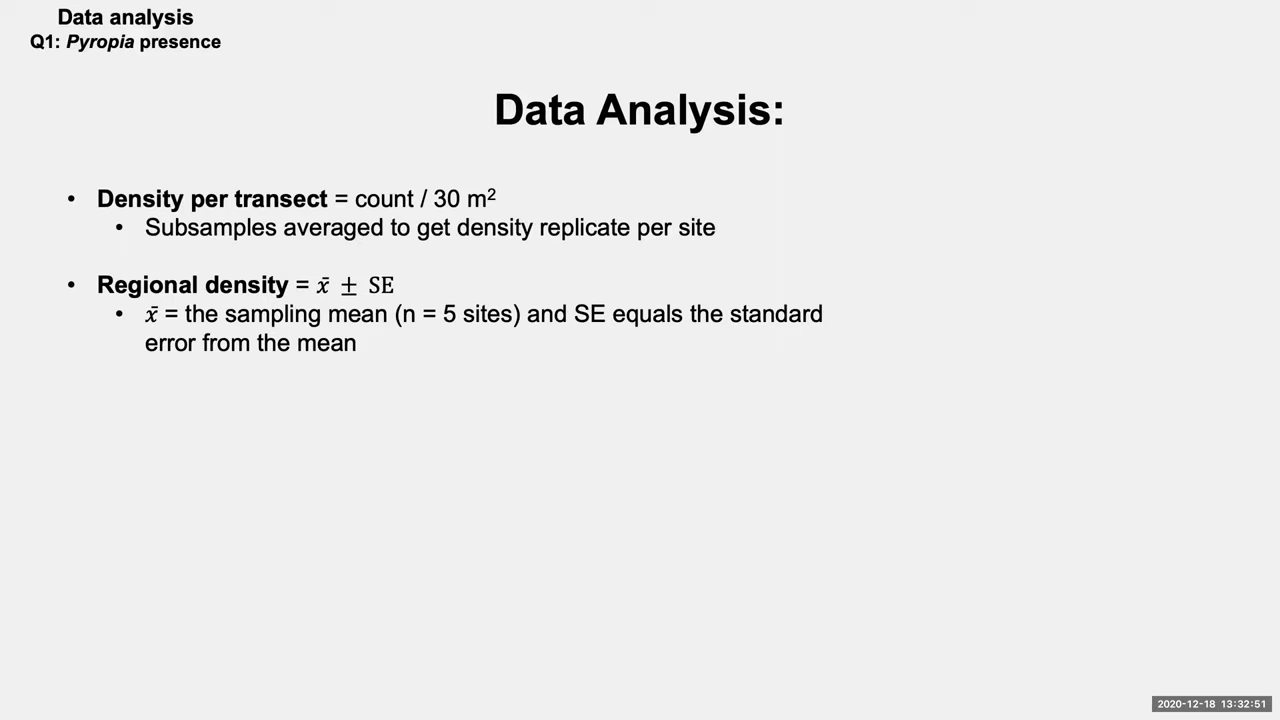 Data analysis
Q1: Pyropia presence
Data Analysis:
• Density per transect = count / 30 m²
• Subsamples averaged to get density replicate per site
• Regional density = x̄ ± SE
• x̄ = the sampling mean (n = 5 sites) and SE equals the standard
error from the mean
2020-12-18 13:32:51